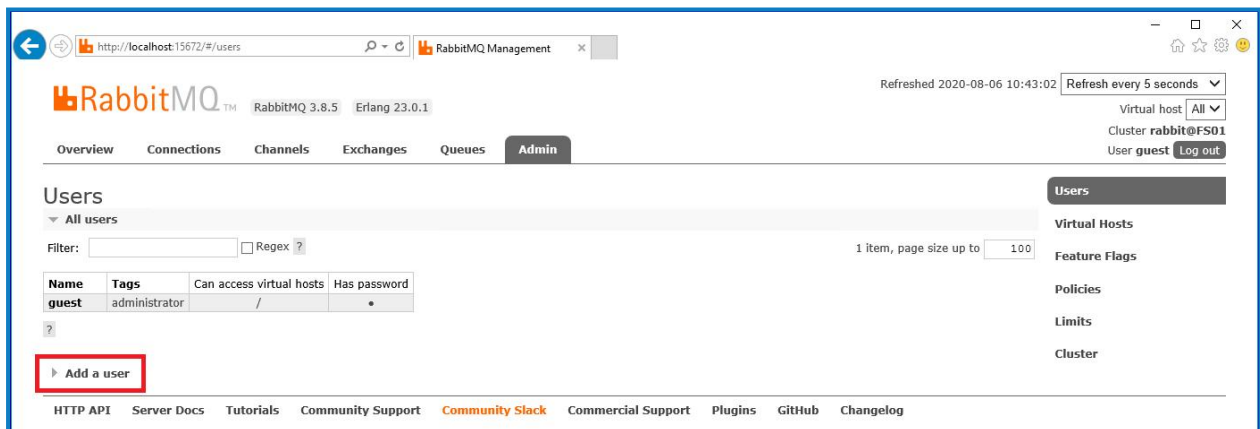 http://localhost:15672/#/users
RabbitMQ Management
RabbitMQ TM RabbitMQ 3.8.5 Erlang 23.0.1
Refreshed 2020-08-06 10:43:02 Refresh every 5 seconds
Virtual host All
Cluster rabbit@FS01
User guest Log out
Overview Connections Channels Exchanges Queues Admin
Users
All users
Filter: Regex ? 1 item, page size up to 100
Name Tags Can access virtual hosts Has password
guest administrator / •
?
Add a user
Users
Virtual Hosts
Feature Flags
Policies
Limits
Cluster
HTTP API Server Docs Tutorials Community Support Community Slack Commercial Support Plugins GitHub Changelog